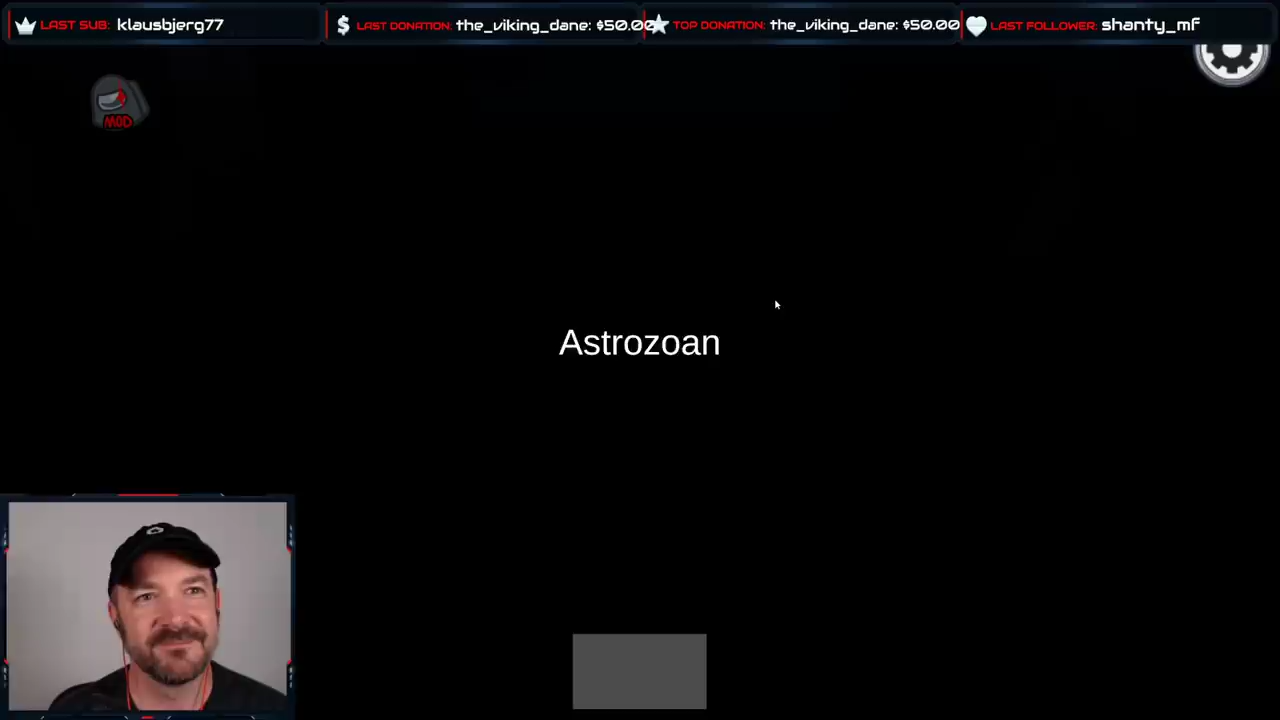 LAST SUB: klausbjerg77
$ LAST DONATION: the_viking_dane: $50.00
TOP DONATION: the_viking_dane: $50.00
LAST FOLLOWER: shanty_mf
MOD
Astrozoan